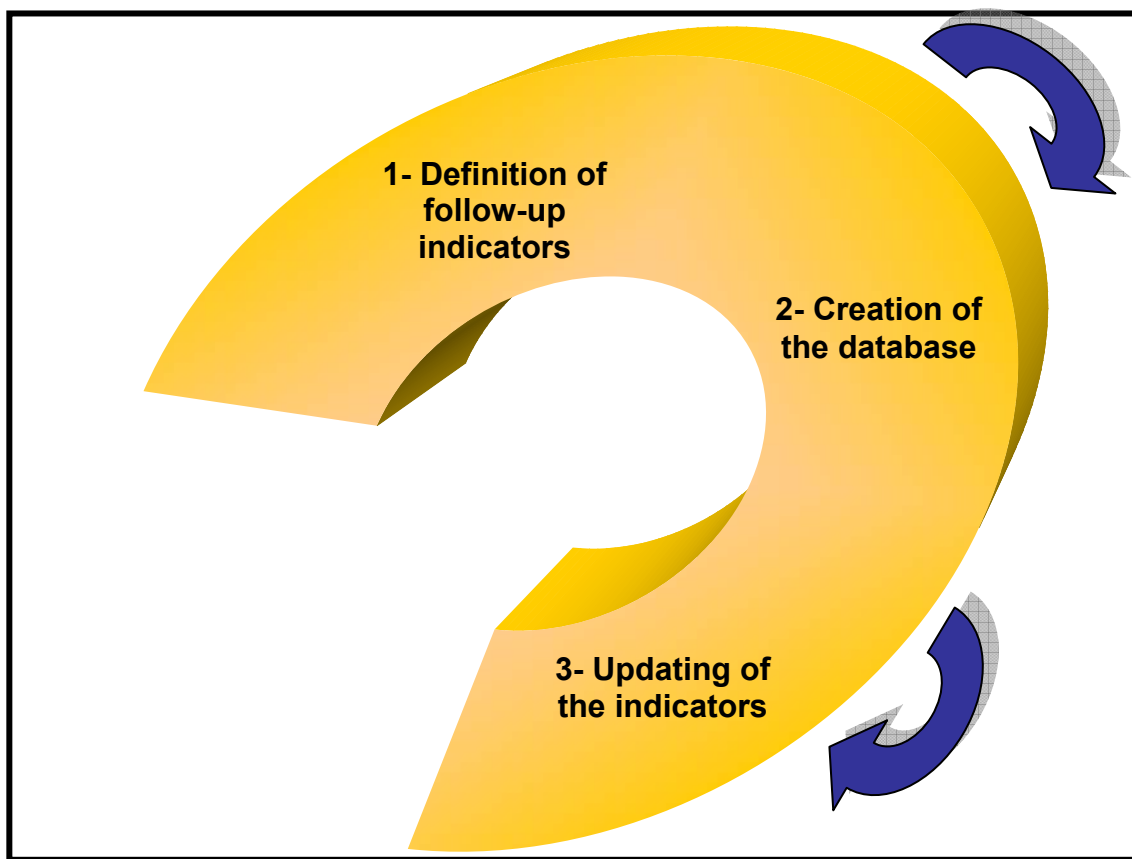 1- Definition of
follow-up
indicators
2- Creation of
the database
3- Updating of
the indicators